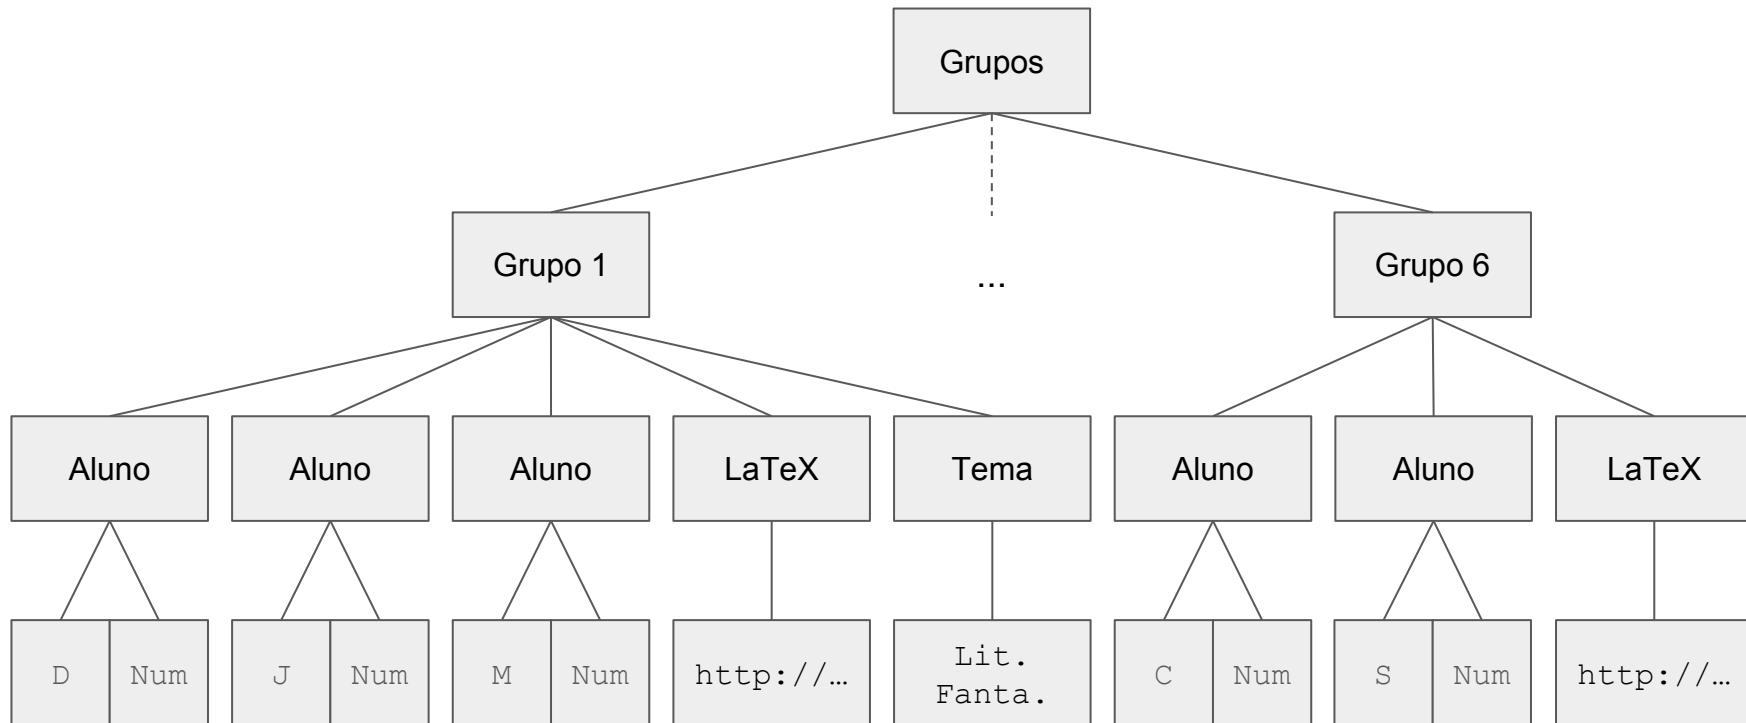 Grupos
Grupo 1
...
Grupo 6
Aluno
Aluno
Aluno
LaTeX
Tema
Aluno
Aluno
LaTeX
D
Num
J
Num
M
Num
http://…
Lit.
Fanta.
C
Num
S
Num
http://…